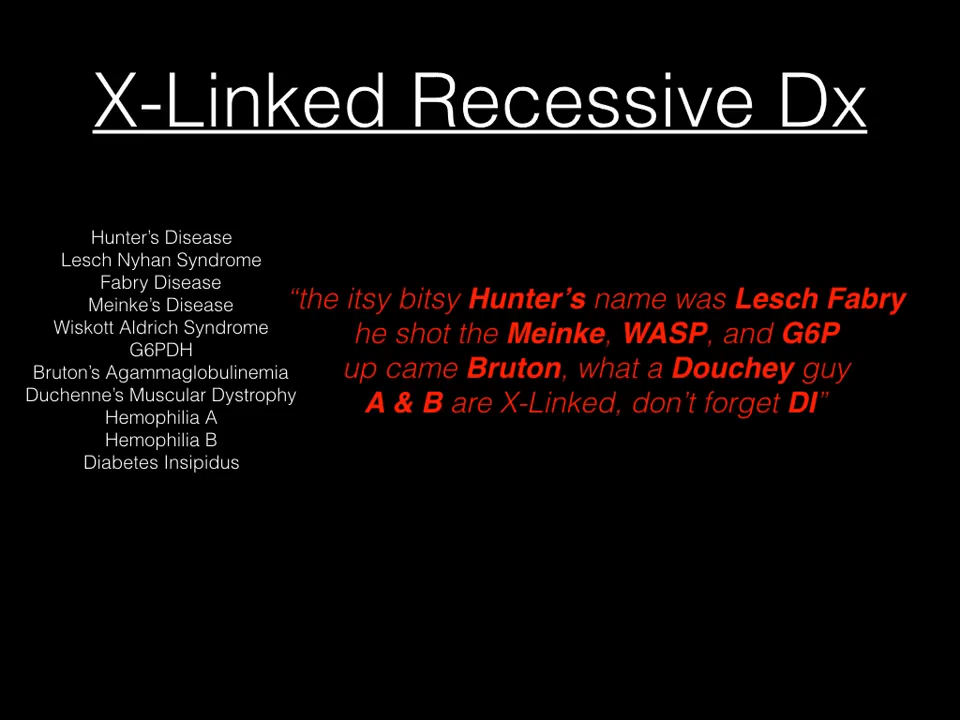 X-Linked Recessive Dx
Hunter’s Disease
Lesch Nyhan Syndrome
Fabry Disease
Meinke’s Disease
Wiskott Aldrich Syndrome
G6PDH
Bruton’s Agammaglobulinemia
Duchenne’s Muscular Dystrophy
Hemophilia A
Hemophilia B
Diabetes Insipidus
“the itsy bitsy Hunter’s name was Lesch Fabry
he shot the Meinke, WASP, and G6P
up came Bruton, what a Douchey guy
A & B are X-Linked, don’t forget DI”